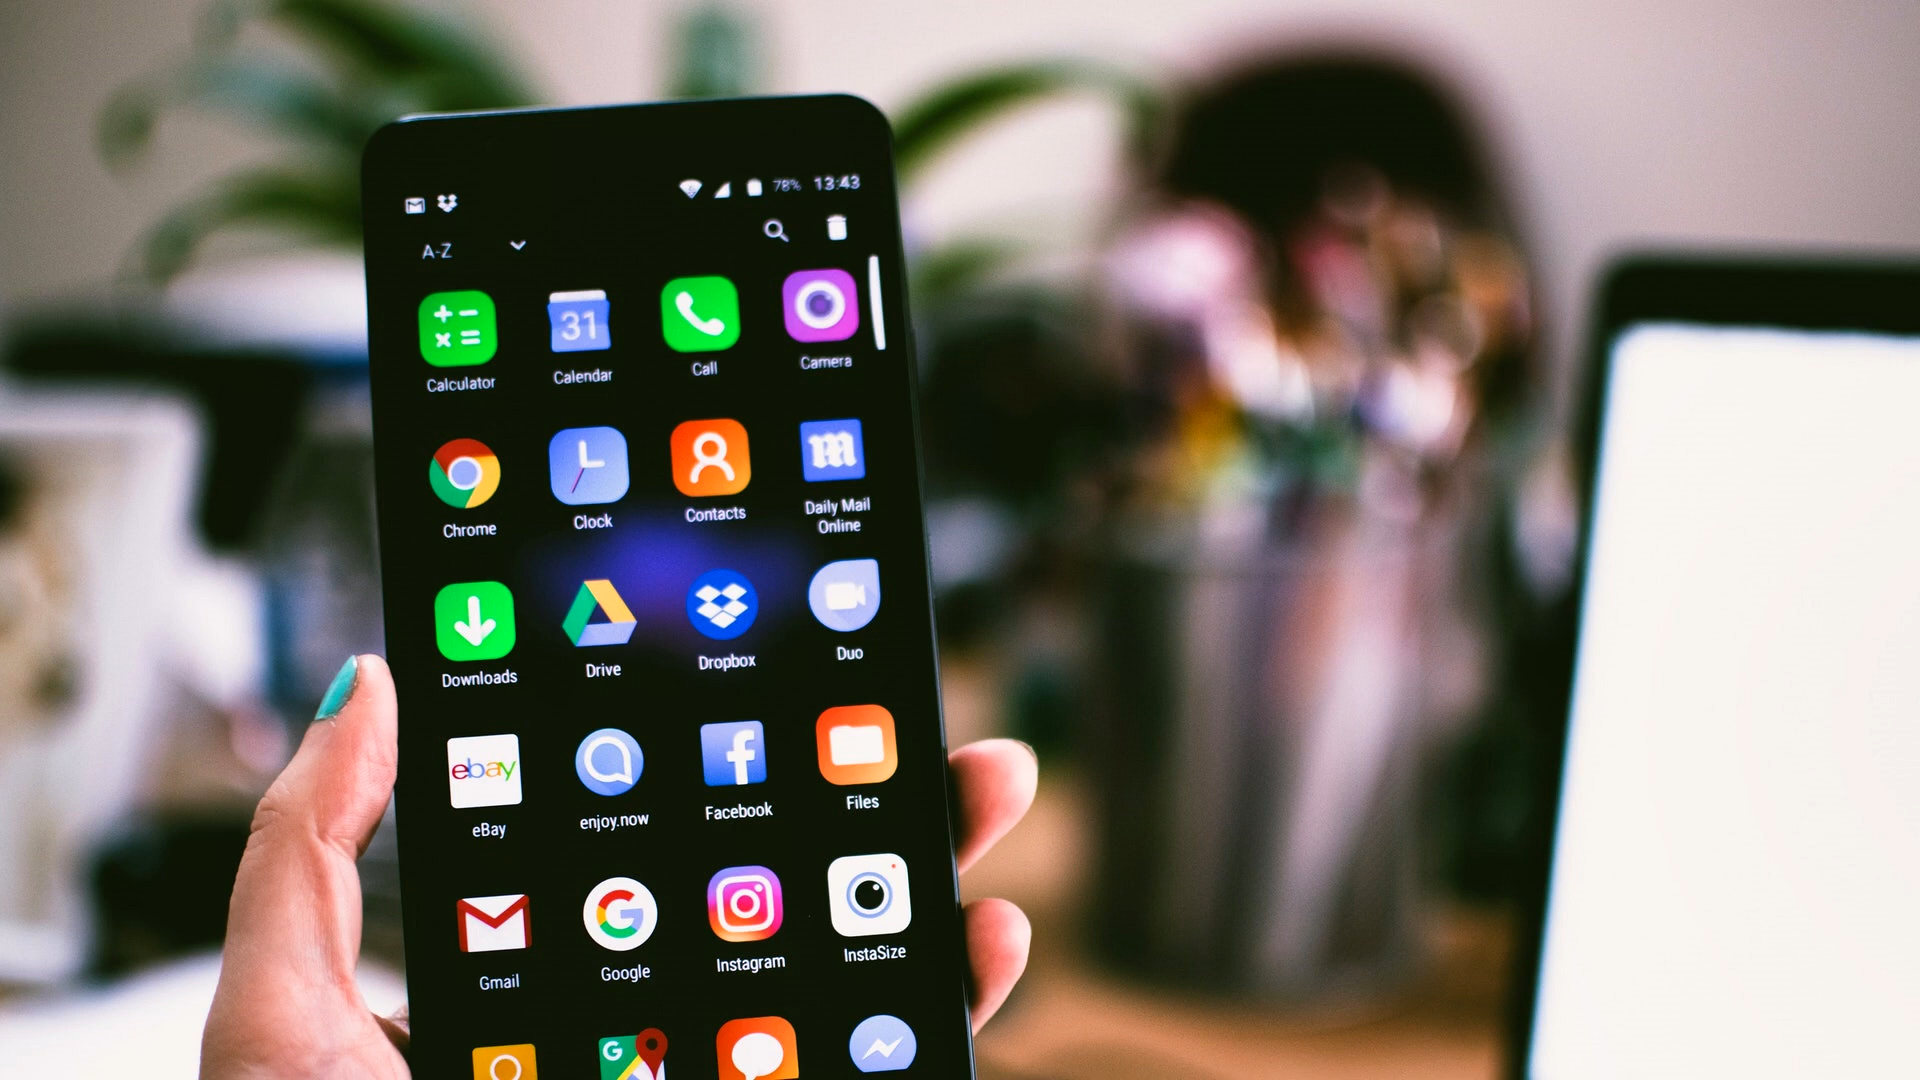 78% 13:43
A-Z
31
Calculator Calendar Call Camera
Chrome Clock Contacts Daily Mail
Online
Downloads Drive Dropbox Duo
ebay
eBay enjoy.now Facebook Files
Gmail Google Instagram InstaSize
G